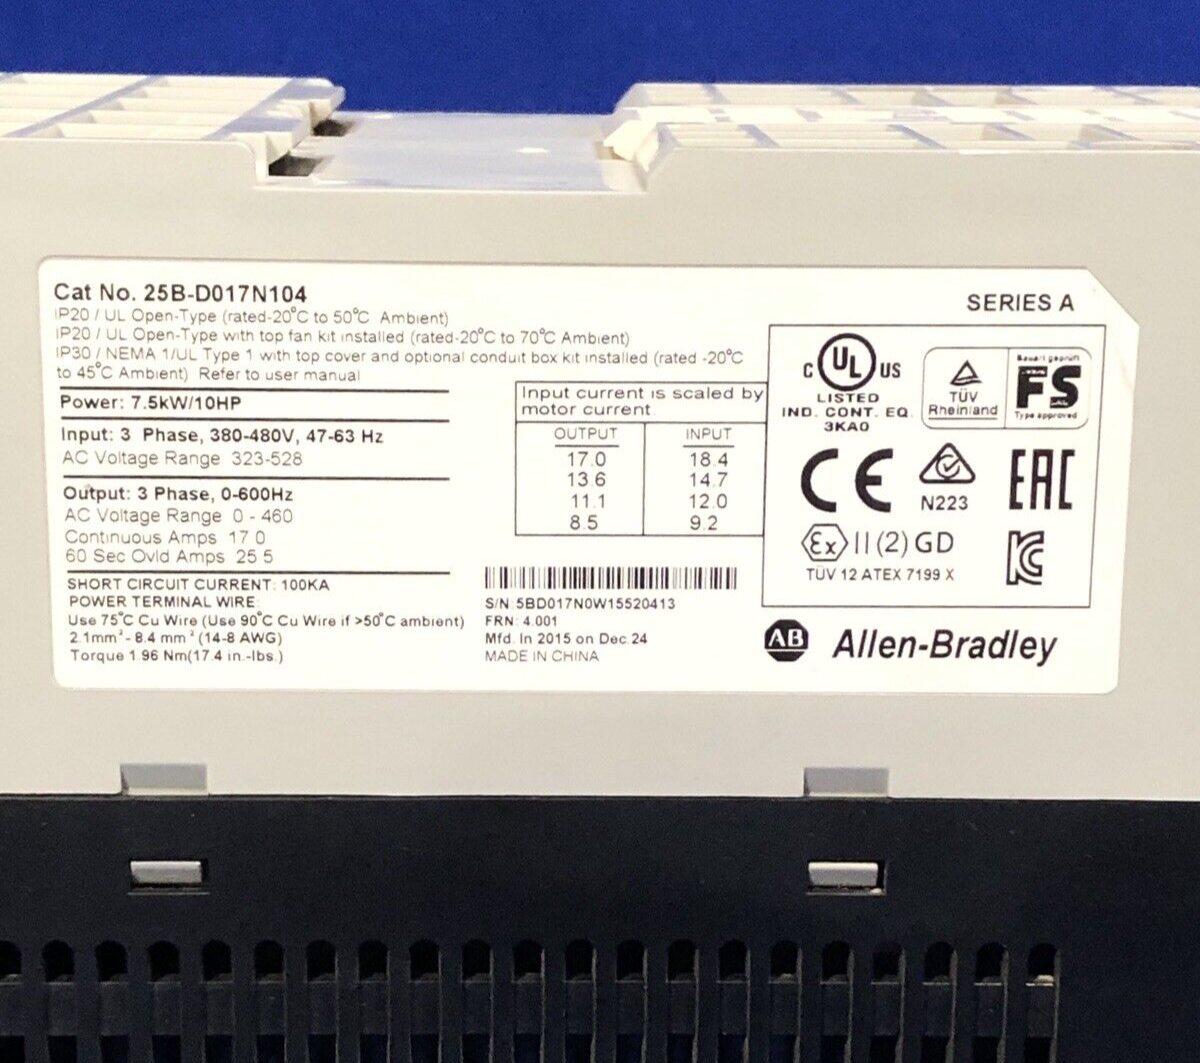 Cat No. 25B-D017N104
IP20 / UL Open-Type (rated-20°C to 50°C Ambient)
IP20 / UL Open-Type with top fan kit installed (rated-20°C to 70°C Ambient)
IP30 / NEMA 1/UL Type 1 with top cover and optional conduit box kit installed (rated -20°C
to 45°C Ambient) Refer to user manual
Power: 7.5kW/10HP
Input: 3 Phase, 380-480V, 47-63 Hz
AC Voltage Range 323-528
Output: 3 Phase, 0-600Hz
AC Voltage Range 0 - 460
Continuous Amps 17 0
60 Sec Ovld Amps 25 5
SHORT CIRCUIT CURRENT: 100KA
POWER TERMINAL WIRE:
Use 75°C Cu Wire (Use 90°C Cu Wire if >50°C ambient)
2.1mm² - 8.4 mm² (14-8 AWG)
Torque 1.96 Nm(17.4 in.-lbs.)
Input current is scaled by
motor current
OUTPUT INPUT
17.0 18.4
13.6 14.7
11.1 12.0
8.5 9.2
S/N: 5BD017N0W15520413
FRN: 4.001
Mfd. In 2015 on Dec.24
MADE IN CHINA
SERIES A
C UL US
LISTED
IND. CONT. EQ.
3KA0
TÜV
Rheinland
Bauart geprüft
FS
Type approved
CE
N223
EAC
Ex II (2) GD
TÜV 12 ATEX 7199 X
KC
AB Allen-Bradley